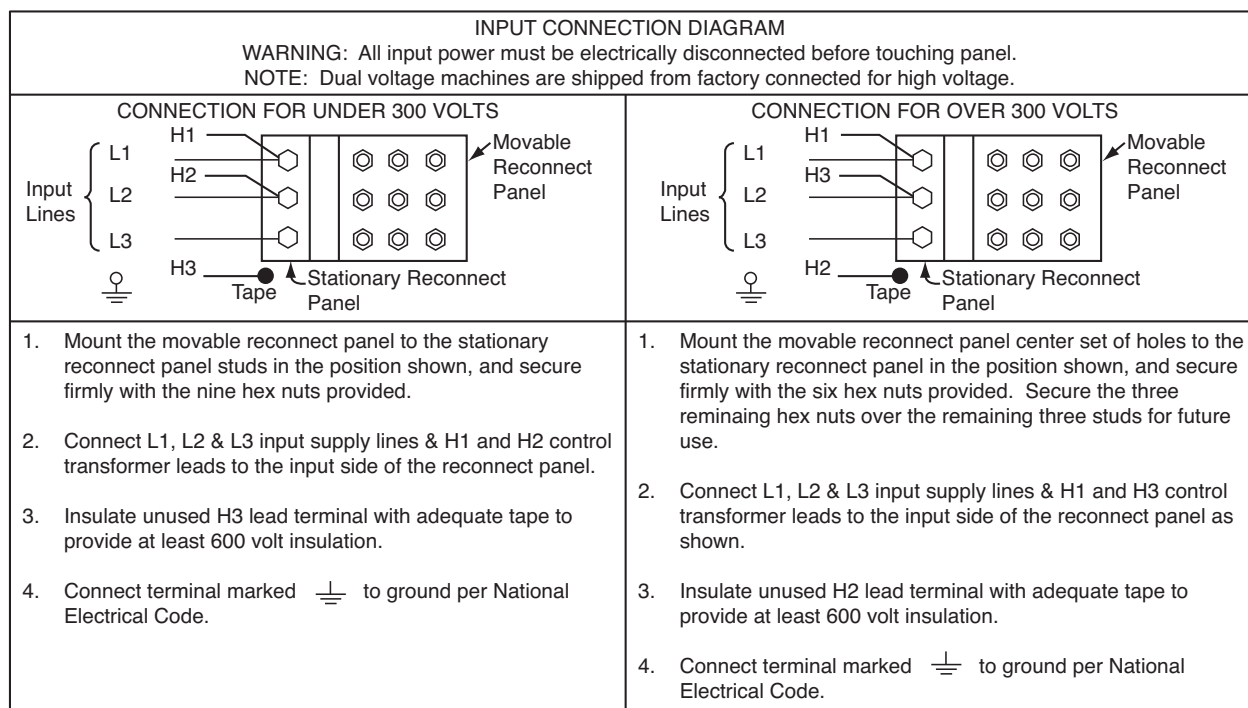 INPUT CONNECTION DIAGRAM
WARNING: All input power must be electrically disconnected before touching panel.
NOTE: Dual voltage machines are shipped from factory connected for high voltage.
CONNECTION FOR UNDER 300 VOLTS
H1
L1
H2
Input
Lines
L2
L3
H3
Tape
Stationary Reconnect
Panel
Movable
Reconnect
Panel
1. Mount the movable reconnect panel to the stationary
reconnect panel studs in the position shown, and secure
firmly with the nine hex nuts provided.
2. Connect L1, L2 & L3 input supply lines & H1 and H2 control
transformer leads to the input side of the reconnect panel.
3. Insulate unused H3 lead terminal with adequate tape to
provide at least 600 volt insulation.
4. Connect terminal marked to ground per National
Electrical Code.
CONNECTION FOR OVER 300 VOLTS
H1
L1
H3
Input
Lines
L2
L3
H2
Tape
Stationary Reconnect
Panel
Movable
Reconnect
Panel
1. Mount the movable reconnect panel center set of holes to the
stationary reconnect panel in the position shown, and secure
firmly with the six hex nuts provided. Secure the three
reminaing hex nuts over the remaining three studs for future
use.
2. Connect L1, L2 & L3 input supply lines & H1 and H3 control
transformer leads to the input side of the reconnect panel as
shown.
3. Insulate unused H2 lead terminal with adequate tape to
provide at least 600 volt insulation.
4. Connect terminal marked to ground per National
Electrical Code.